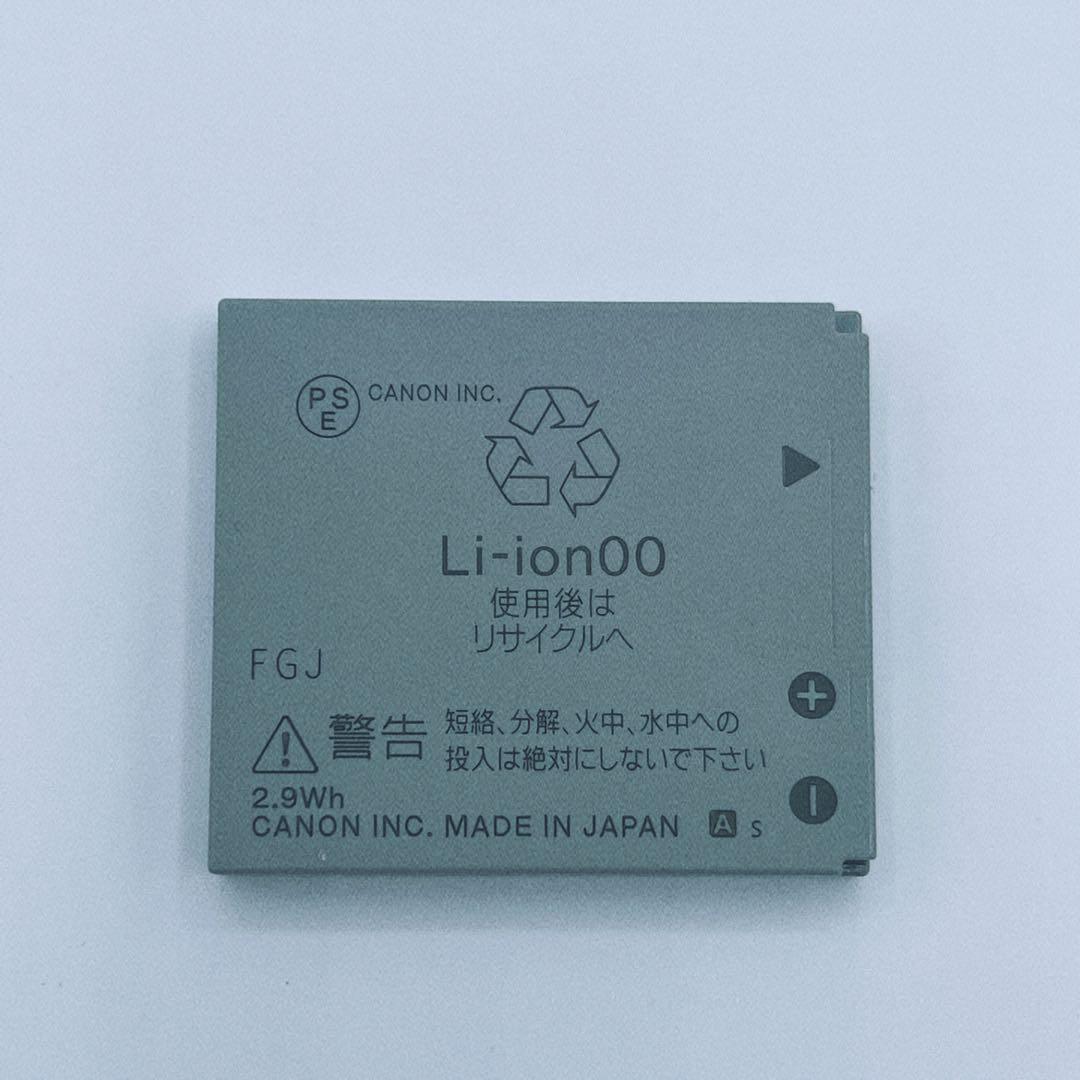 PSE CANON INC.
Li-ion00
使用後は
リサイクルへ
FGJ
警告 短絡、分解、火中、水中への
投入は絶対にしないで下さい
2.9Wh
CANON INC. MADE IN JAPAN A S